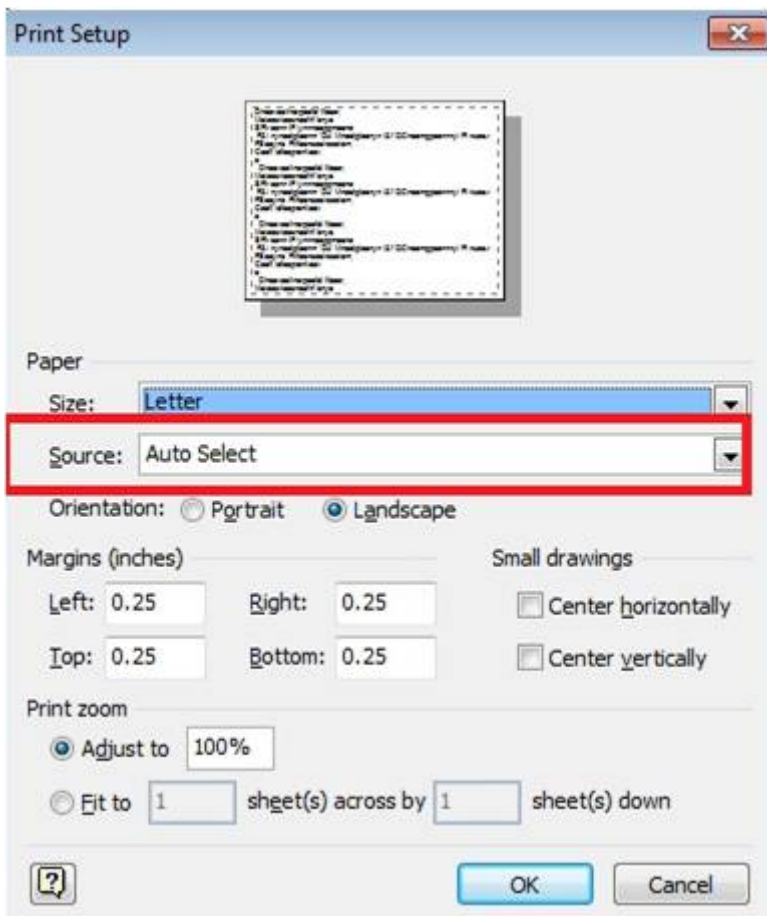 Print Setup
Paper
Size: Letter
Source: Auto Select
Orientation: Portrait Landscape
Margins (inches) Small drawings
Left: 0.25 Right: 0.25 Center horizontally
Top: 0.25 Bottom: 0.25 Center vertically
Print zoom
Adjust to 100%
Fit to 1 sheet(s) across by 1 sheet(s) down
? OK Cancel